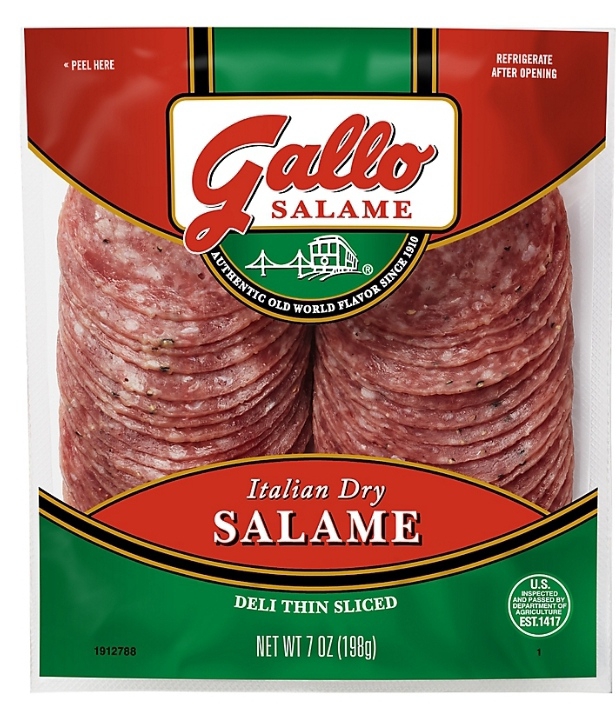 « PEEL HERE
REFRIGERATE
AFTER OPENING
Gallo
SALAME
®
AUTHENTIC OLD WORLD FLAVOR SINCE 1910
Italian Dry
SALAME
DELI THIN SLICED
NET WT 7 OZ (198g)
U.S.
INSPECTED
AND PASSED BY
DEPARTMENT OF
AGRICULTURE
EST.1417
1912788
1